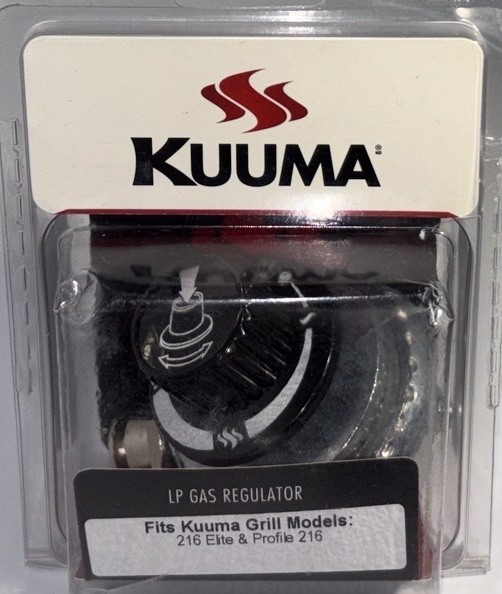 KUUMA®
LP GAS REGULATOR
Fits Kuuma Grill Models:
216 Elite & Profile 216